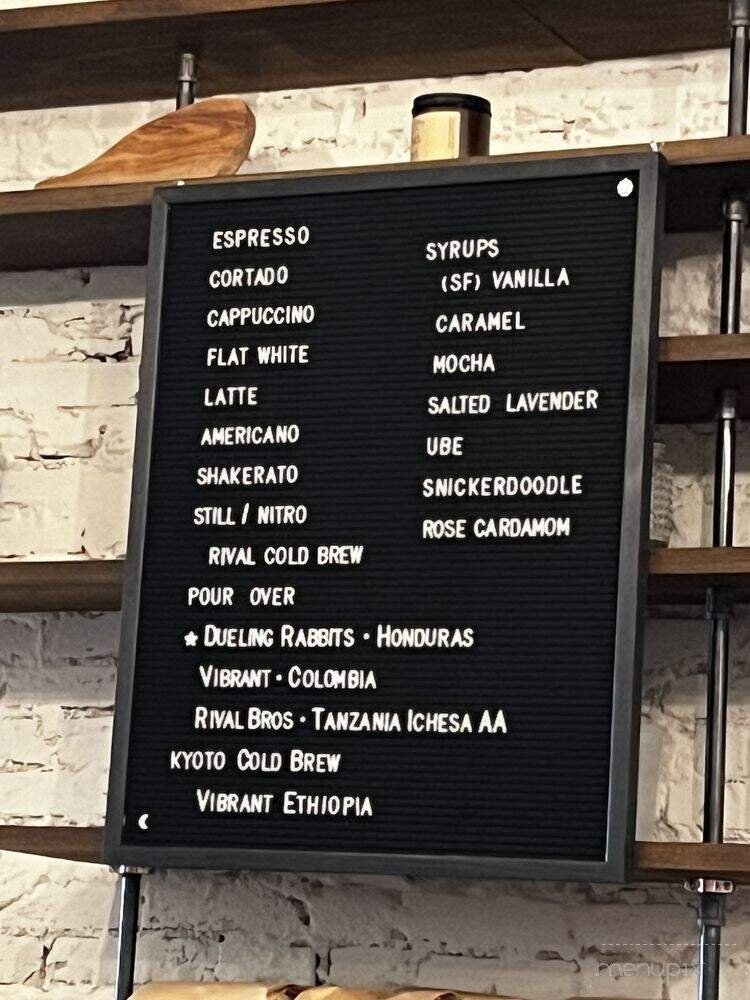 ESPRESSO
CORTADO
CAPPUCCINO
FLAT WHITE
LATTE
AMERICANO
SHAKERATO
STILL / NITRO
RIVAL COLD BREW
POUR OVER
★ DUELING RABBITS • HONDURAS
VIBRANT • COLOMBIA
RIVAL BROS • TANZANIA ICHESA AA
KYOTO COLD BREW
VIBRANT ETHIOPIA
SYRUPS
(SF) VANILLA
CARAMEL
MOCHA
SALTED LAVENDER
UBE
SNICKERDOODLE
ROSE CARDAMOM
menupix